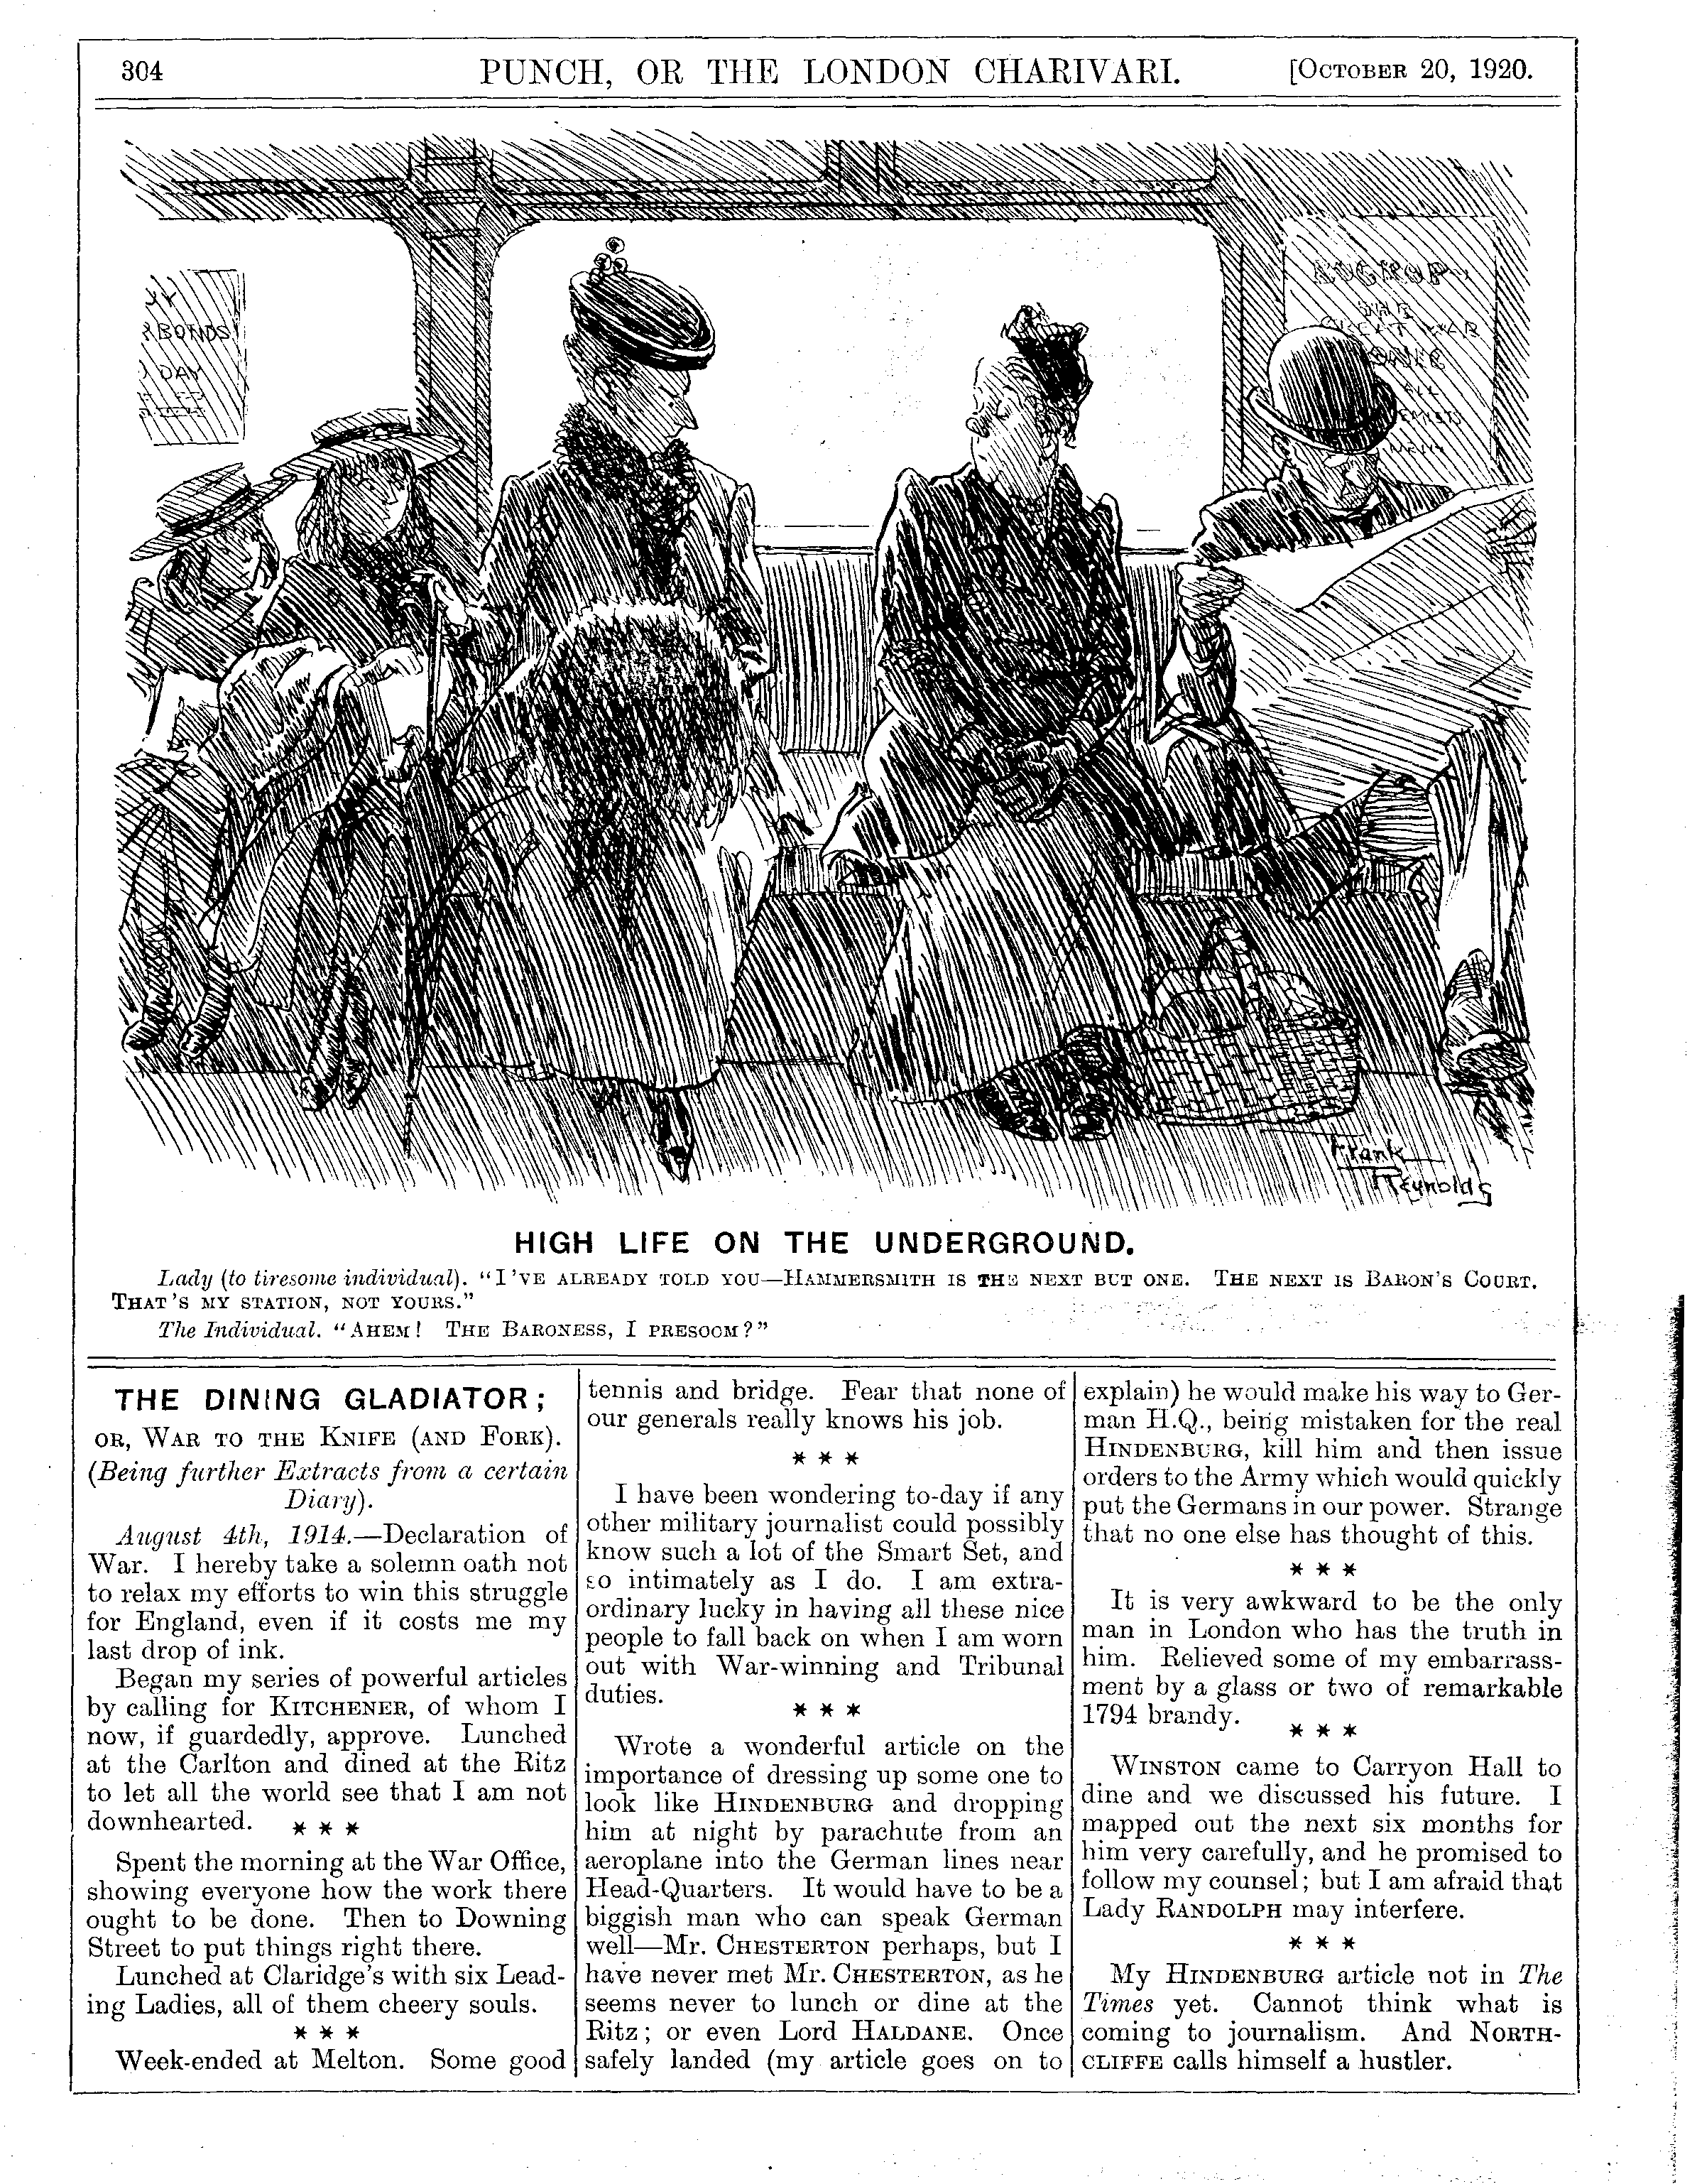 304
PUNCH, OR THE LONDON CHARIVARI.
[OCTOBER 20, 1920.
BONDS
DAY
GREAT WAR
ALL
Frank
Reynolds
HIGH LIFE ON THE UNDERGROUND.
Lady (to tiresome individual). "I'VE ALREADY TOLD YOU—HAMMERSMITH IS THE NEXT BUT ONE. THE NEXT IS BARON'S COURT.
THAT'S MY STATION, NOT YOURS."
The Individual. "AHEM! THE BARONESS, I PRESOOM?"
THE DINING GLADIATOR;
OR, WAR TO THE KNIFE (AND FORK).
(Being further Extracts from a certain
Diary).
August 4th, 1914.—Declaration of
War. I hereby take a solemn oath not
to relax my efforts to win this struggle
for England, even if it costs me my
last drop of ink.
Began my series of powerful articles
by calling for KITCHENER, of whom I
now, if guardedly, approve. Lunched
at the Carlton and dined at the Ritz
to let all the world see that I am not
downhearted. * * *
Spent the morning at the War Office,
showing everyone how the work there
ought to be done. Then to Downing
Street to put things right there.
Lunched at Claridge's with six Lead-
ing Ladies, all of them cheery souls.
* * *
Week-ended at Melton. Some good
tennis and bridge. Fear that none of
our generals really knows his job.
* * *
I have been wondering to-day if any
other military journalist could possibly
know such a lot of the Smart Set, and
so intimately as I do. I am extra-
ordinary lucky in having all these nice
people to fall back on when I am worn
out with War-winning and Tribunal
duties.
* * *
Wrote a wonderful article on the
importance of dressing up some one to
look like HINDENBURG and dropping
him at night by parachute from an
aeroplane into the German lines near
Head-Quarters. It would have to be a
biggish man who can speak German
well—Mr. CHESTERTON perhaps, but I
have never met Mr. CHESTERTON, as he
seems never to lunch or dine at the
Ritz; or even Lord HALDANE. Once
safely landed (my article goes on to
explain) he would make his way to Ger-
man H.Q., being mistaken for the real
HINDENBURG, kill him and then issue
orders to the Army which would quickly
put the Germans in our power. Strange
that no one else has thought of this.
* * *
It is very awkward to be the only
man in London who has the truth in
him. Relieved some of my embarrass-
ment by a glass or two of remarkable
1794 brandy.
* * *
WINSTON came to Carryon Hall to
dine and we discussed his future. I
mapped out the next six months for
him very carefully, and he promised to
follow my counsel; but I am afraid that
Lady RANDOLPH may interfere.
* * *
My HINDENBURG article not in The
Times yet. Cannot think what is
coming to journalism. And NORTH-
CLIFFE calls himself a hustler.